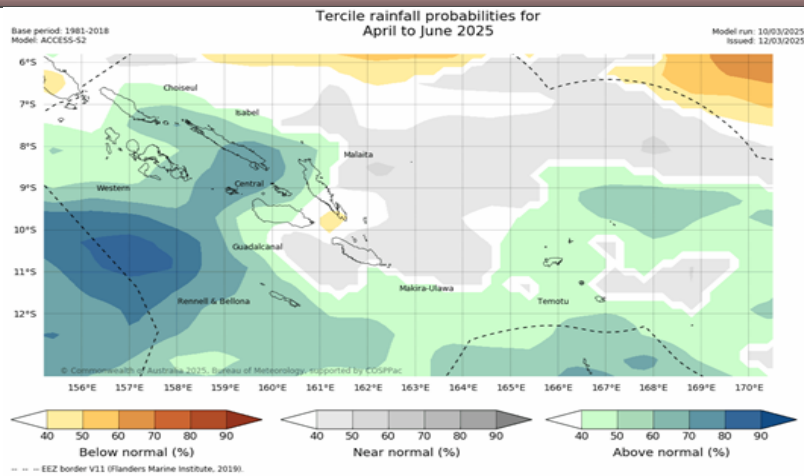 Tercile rainfall probabilities for
April to June 2025
Base period: 1981-2018
Model: ACCESS-S2
Model run: 10/03/2025
Issued: 12/03/2025
6°S
7°S
8°S
9°S
10°S
11°S
12°S
Choiseul
Isabel
Malaita
Western
Central
Guadalcanal
Makira-Ulawa
Rennell & Bellona
Temotu
© Commonwealth of Australia 2025, Bureau of Meteorology, supported by COSPPac
156°E 157°E 158°E 159°E 160°E 161°E 162°E 163°E 164°E 165°E 166°E 167°E 168°E 169°E 170°E
40 50 60 70 80 90
Below normal (%)
40 50 60 70 80 90
Near normal (%)
40 50 60 70 80 90
Above normal (%)
-- -- -- EEZ border V11 (Flanders Marine Institute, 2019).